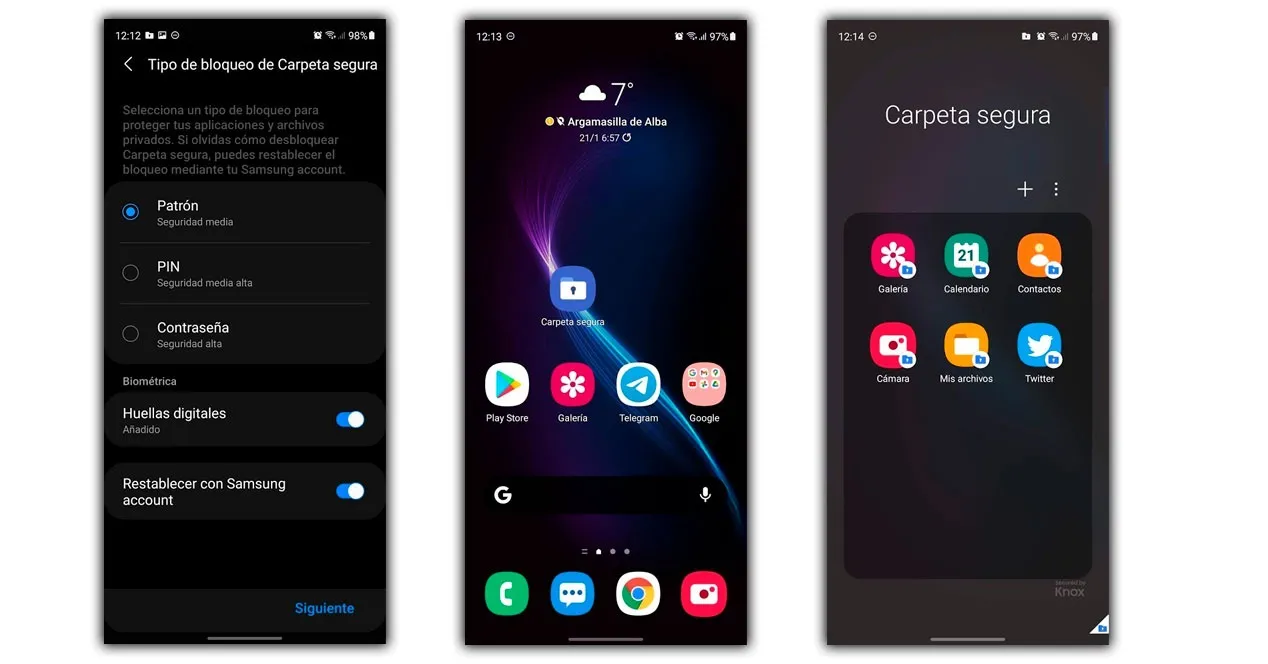 12:12
98%
Tipo de bloqueo de Carpeta segura
Selecciona un tipo de bloqueo para
proteger tus aplicaciones y archivos
privados. Si olvidas cómo desbloquear
Carpeta segura, puedes restablecer el
bloqueo mediante tu Samsung account.
Patrón
Seguridad media
PIN
Seguridad media alta
Contraseña
Seguridad alta
Biométrica
Huellas digitales
Añadido
Restablecer con Samsung
account
Siguiente
12:13
97%
7°
Argamasilla de Alba
21/1 6:57
Carpeta segura
Play Store
Galería
Telegram
Google
G
12:14
97%
Carpeta segura
21
Galería
Calendario
Contactos
Cámara
Mis archivos
Twitter
Secured by
Knox